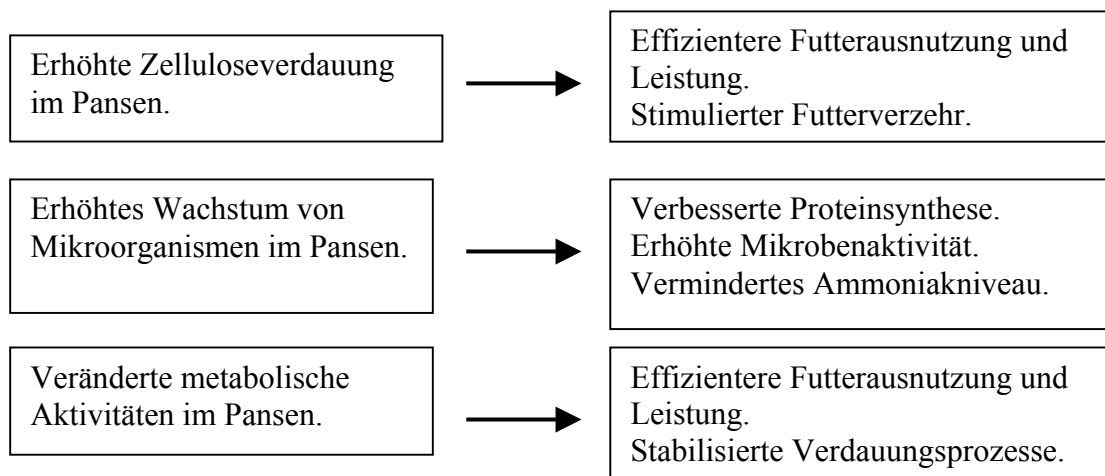 Erhöhte Zelluloseverdauung
im Pansen.
Effizientere Futterausnutzung und
Leistung.
Stimulierter Futterverzehr.
Erhöhtes Wachstum von
Mikroorganismen im Pansen.
Verbesserte Proteinsynthese.
Erhöhte Mikrobenaktivität.
Vermindertes Ammoniakniveau.
Veränderte metabolische
Aktivitäten im Pansen.
Effizientere Futterausnutzung und
Leistung.
Stabilisierte Verdauungsprozesse.